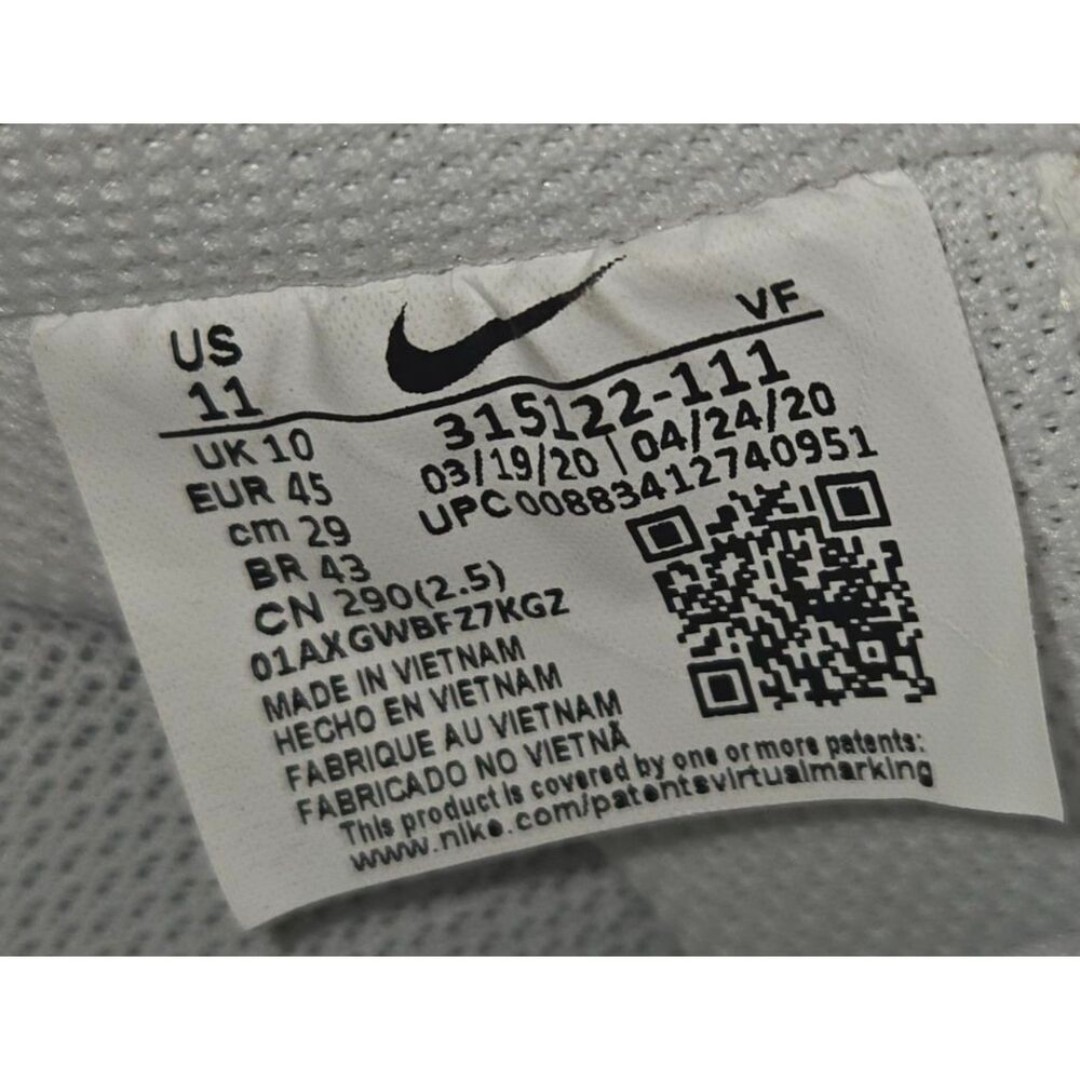 US
11
VF
315122-111
03/19/20 | 04/24/20
UPC 00883412740951
UK 10
EUR 45
cm 29
BR 43
CN 290(2.5)
01AXGWBFZ7KGZ
MADE IN VIETNAM
HECHO EN VIETNAM
FABRIQUE AU VIETNAM
FABRICADO NO VIETNÃ
This product is covered by one or more patents:
www.nike.com/patentsvirtualmarking